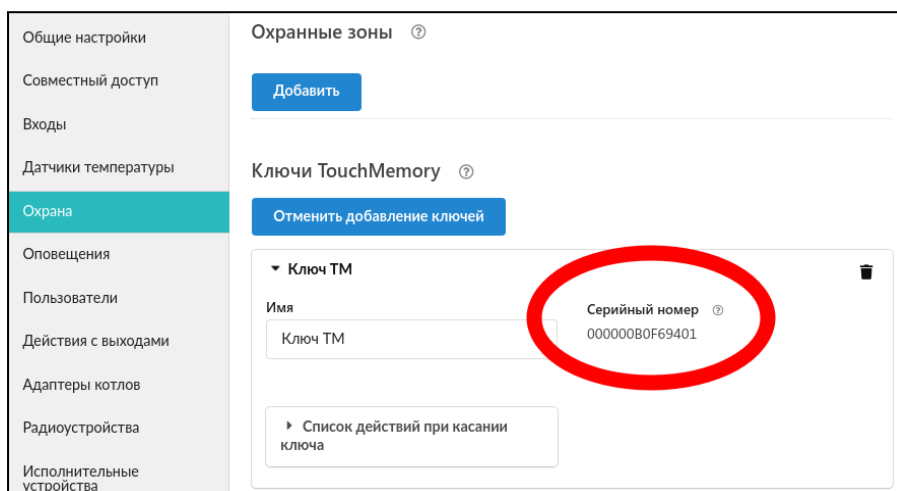 Общие настройки
Совместный доступ
Входы
Датчики температуры
Охрана
Оповещения
Пользователи
Действия с выходами
Адаптеры котлов
Радиоустройства
Исполнительные
устройства
Охранные зоны ?
Добавить
Ключи TouchMemory ?
Отменить добавление ключей
Ключ ТМ
Имя
Ключ ТМ
Серийный номер ?
000000B0F69401
Список действий при касании
ключа